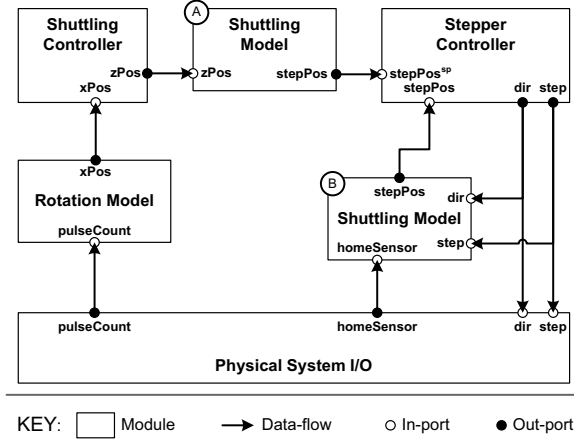 Shuttling
Controller
zPos
xPos
A
Shuttling
Model
zPos
stepPos
Stepper
Controller
stepPos^sp
stepPos
dir
step
xPos
Rotation Model
pulseCount
B
stepPos
dir
Shuttling Model
step
homeSensor
pulseCount
homeSensor
dir
step
Physical System I/O
KEY:
Module
Data-flow
In-port
Out-port